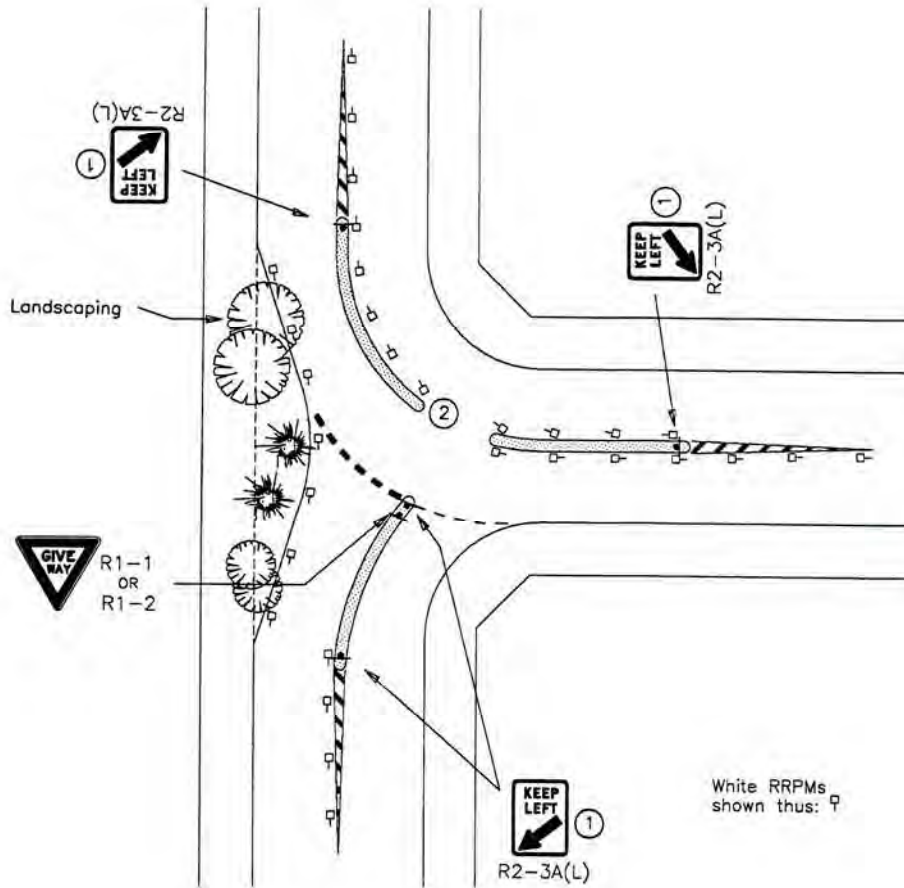 R2-3A(L)
KEEP
LEFT
1
1
KEEP
LEFT
R2-3A(L)
Landscaping
2
GIVE
WAY
R1-1
OR
R1-2
KEEP
LEFT
1
R2-3A(L)
White RRPMs
shown thus: